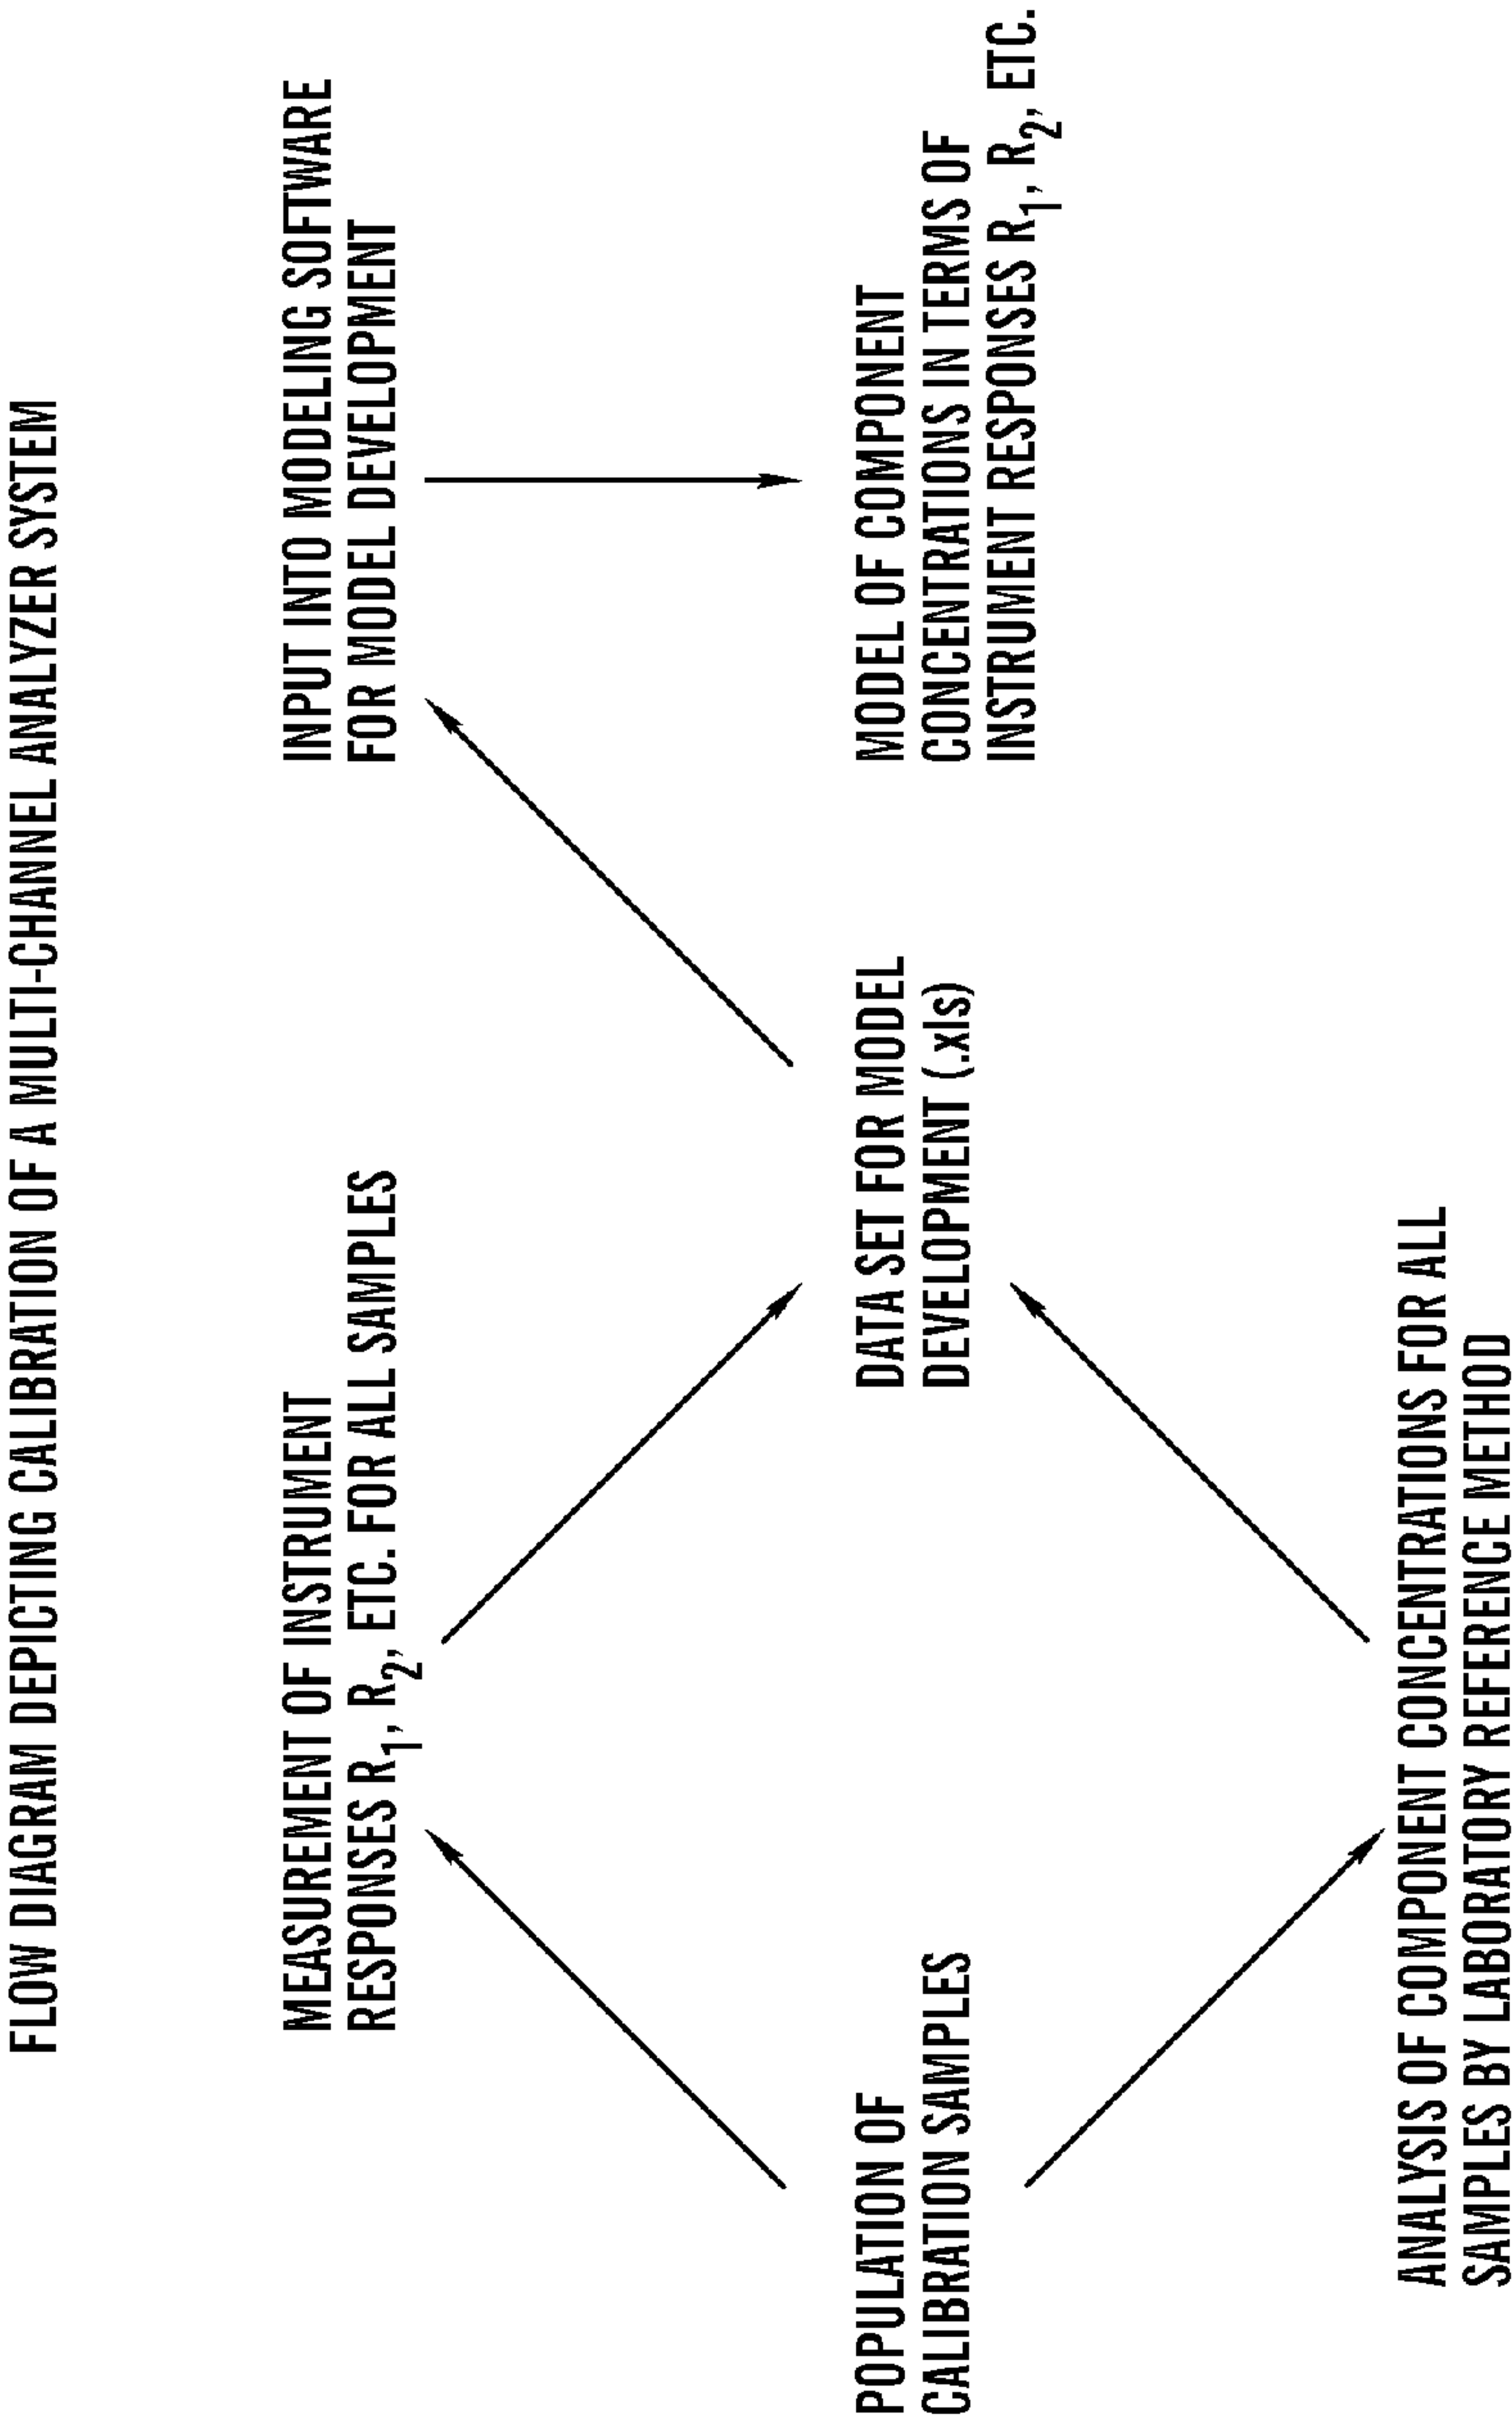 FLOW DIAGRAM DEPICTING CALIBRATION OF A MULTI-CHANNEL ANALYZER SYSTEM
MEASUREMENT OF INSTRUMENT
RESPONSES R1, R2, ETC. FOR ALL SAMPLES
INPUT INTO MODELING SOFTWARE
FOR MODEL DEVELOPMENT
POPULATION OF
CALIBRATION SAMPLES
DATA SET FOR MODEL
DEVELOPMENT (.xls)
MODEL OF COMPONENT
CONCENTRATIONS IN TERMS OF
INSTRUMENT RESPONSES R1, R2, ETC.
ANALYSIS OF COMPONENT CONCENTRATIONS FOR ALL
SAMPLES BY LABORATORY REFERENCE METHOD